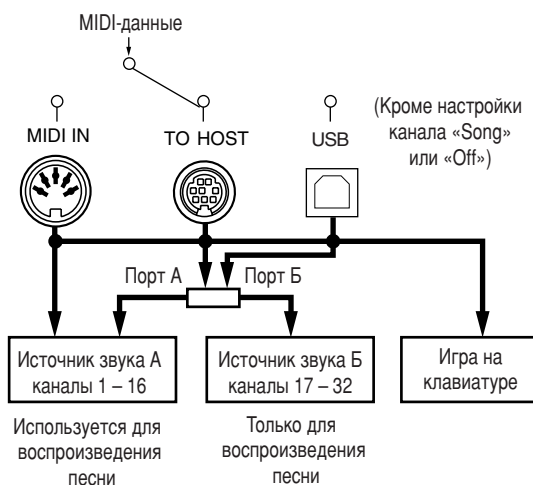 MIDI-данные
MIDI IN
TO HOST
USB
(Кроме настройки
канала «Song»
или «Off»)
Порт А
Порт Б
Источник звука А
каналы 1 – 16
Источник звука Б
каналы 17 – 32
Игра на
клавиатуре
Используется для
воспроизведения
песни
Только для
воспроизведения
песни